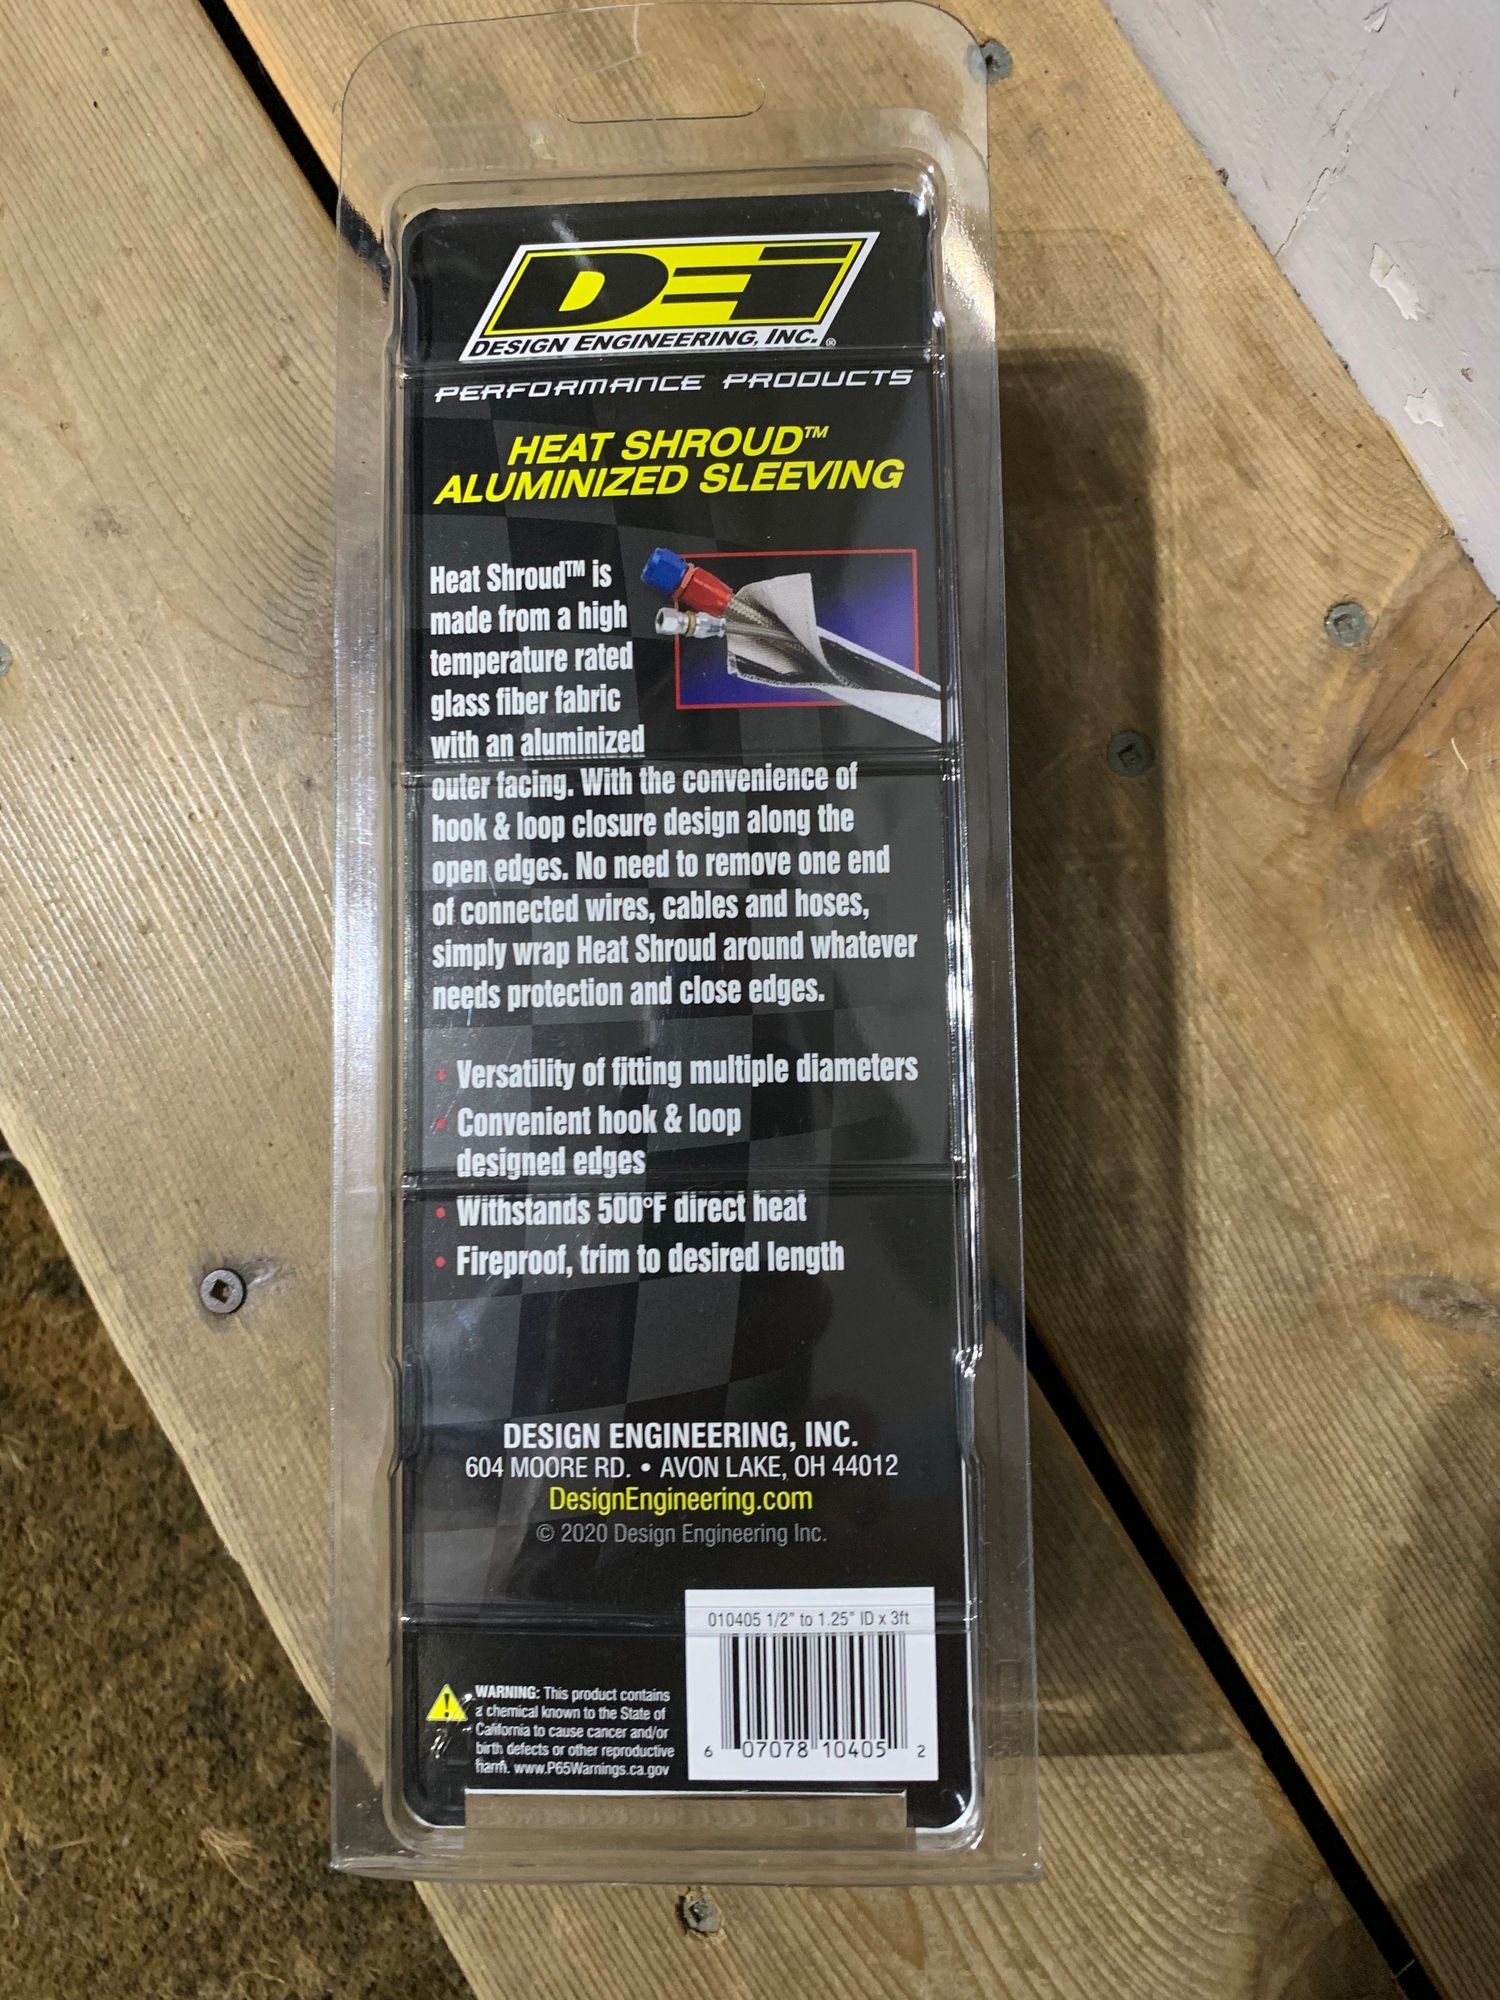 DEI
DESIGN ENGINEERING, INC.®
PERFORMANCE PRODUCTS
HEAT SHROUD™
ALUMINIZED SLEEVING
Heat Shroud™ is
made from a high
temperature rated
glass fiber fabric
with an aluminized
outer facing. With the convenience of
hook & loop closure design along the
open edges. No need to remove one end
of connected wires, cables and hoses,
simply wrap Heat Shroud around whatever
needs protection and close edges.
• Versatility of fitting multiple diameters
• Convenient hook & loop
designed edges
• Withstands 500°F direct heat
• Fireproof, trim to desired length
DESIGN ENGINEERING, INC.
604 MOORE RD. • AVON LAKE, OH 44012
DesignEngineering.com
© 2020 Design Engineering Inc.
010405 1/2" to 1.25" ID x 3ft
6 07078 10405 2
WARNING: This product contains
a chemical known to the State of
California to cause cancer and/or
birth defects or other reproductive
harm. www.P65Warnings.ca.gov